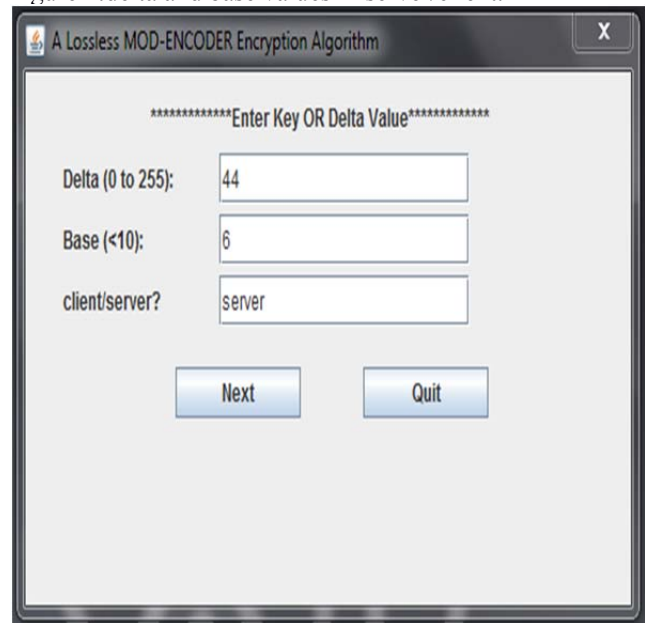 A Lossless MOD-ENCODER Encryption Algorithm X
*************Enter Key OR Delta Value*************
Delta (0 to 255): 44
Base (<10): 6
client/server? server
Next Quit